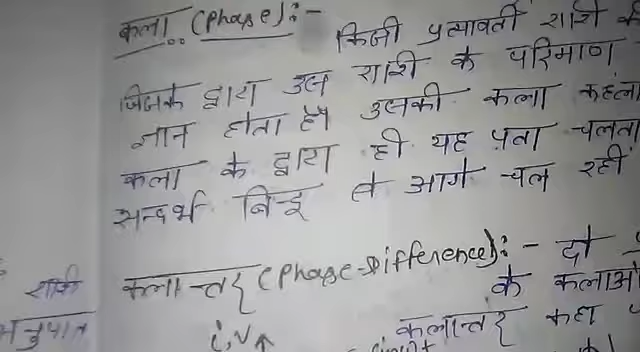 कला (Phase):-
किसी प्रत्यावर्ती राशि की
जिसके द्वारा उस राशि के परिमाण
ज्ञान होता है। उसकी कला कहला
कला के द्वारा ही यह पता चलता
सन्दर्भ बिन्दु से आगे चल रही
कलान्तर (Phase-Difference):- दो
के कलाओ
राशि
अनुपात
i,v
कलान्तर कहा